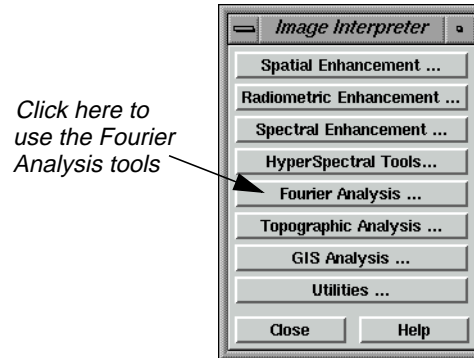 Image Interpreter
Spatial Enhancement ...
Radiometric Enhancement ...
Spectral Enhancement ...
Click here to
use the Fourier
Analysis tools
HyperSpectral Tools...
Fourier Analysis ...
Topographic Analysis ...
GIS Analysis ...
Utilities ...
Close Help